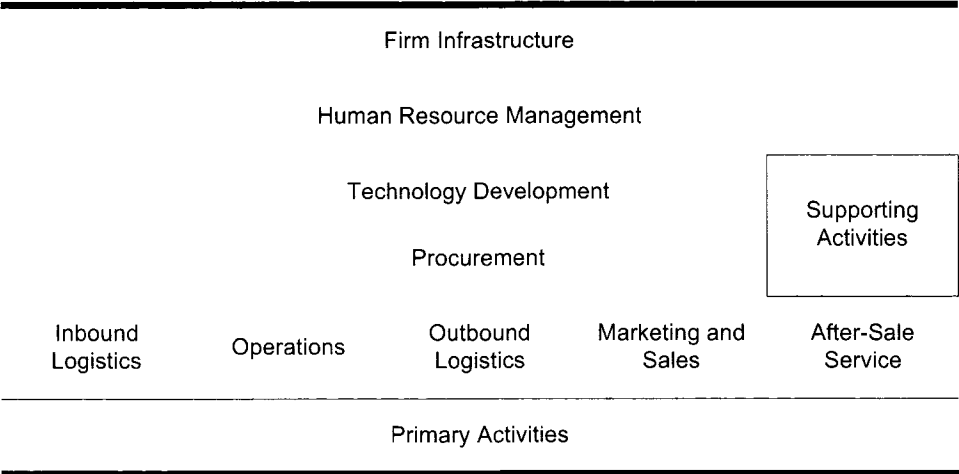 Firm Infrastructure
Human Resource Management
Technology Development
Supporting
Activities
Procurement
Inbound
Logistics
Operations
Outbound
Logistics
Marketing and
Sales
After-Sale
Service
Primary Activities